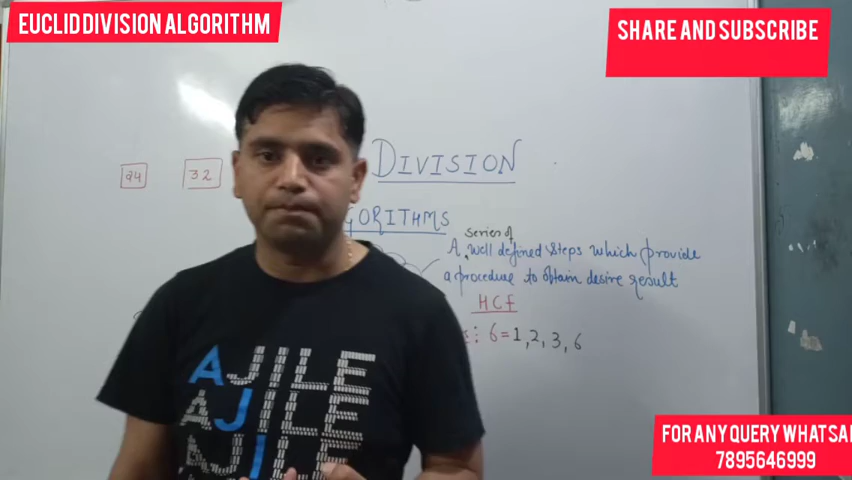 EUCLID DIVISION ALGORITHM
SHARE AND SUBSCRIBE
DIVISION
24
32
GORITHMS
series of
A well defined steps which provide
a procedure to obtain desire result
HCF
6=1,2,3,6
AJILE
AJILE
AJILE
FOR ANY QUERY WHATSA
7895646999